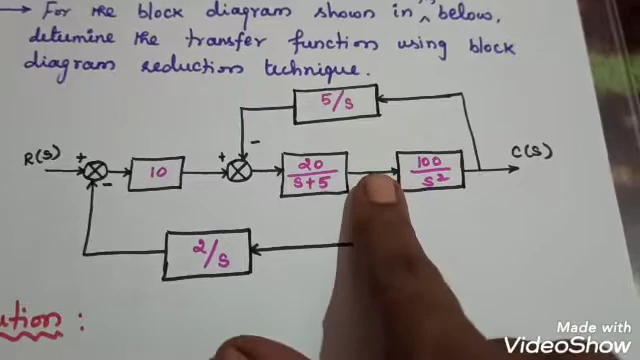 → For the block diagram shown in ^ below,
determine the transfer function using block
diagram reduction technique.
5/s
R(s) + - 10 + - 20/s+5 100/s² C(s)
2/s
ution :
Made with
VideoShow